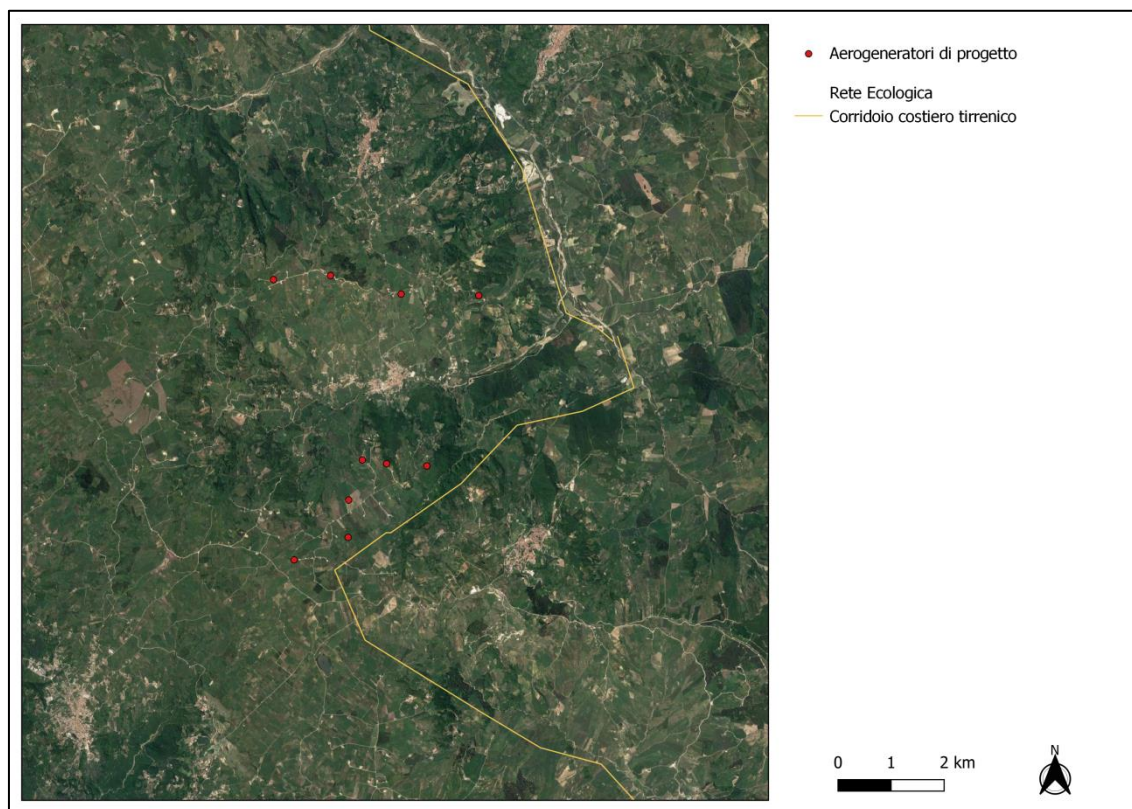 Aerogeneratori di progetto
Rete Ecologica
Corridoio costiero tirrenico
0 1 2 km
N